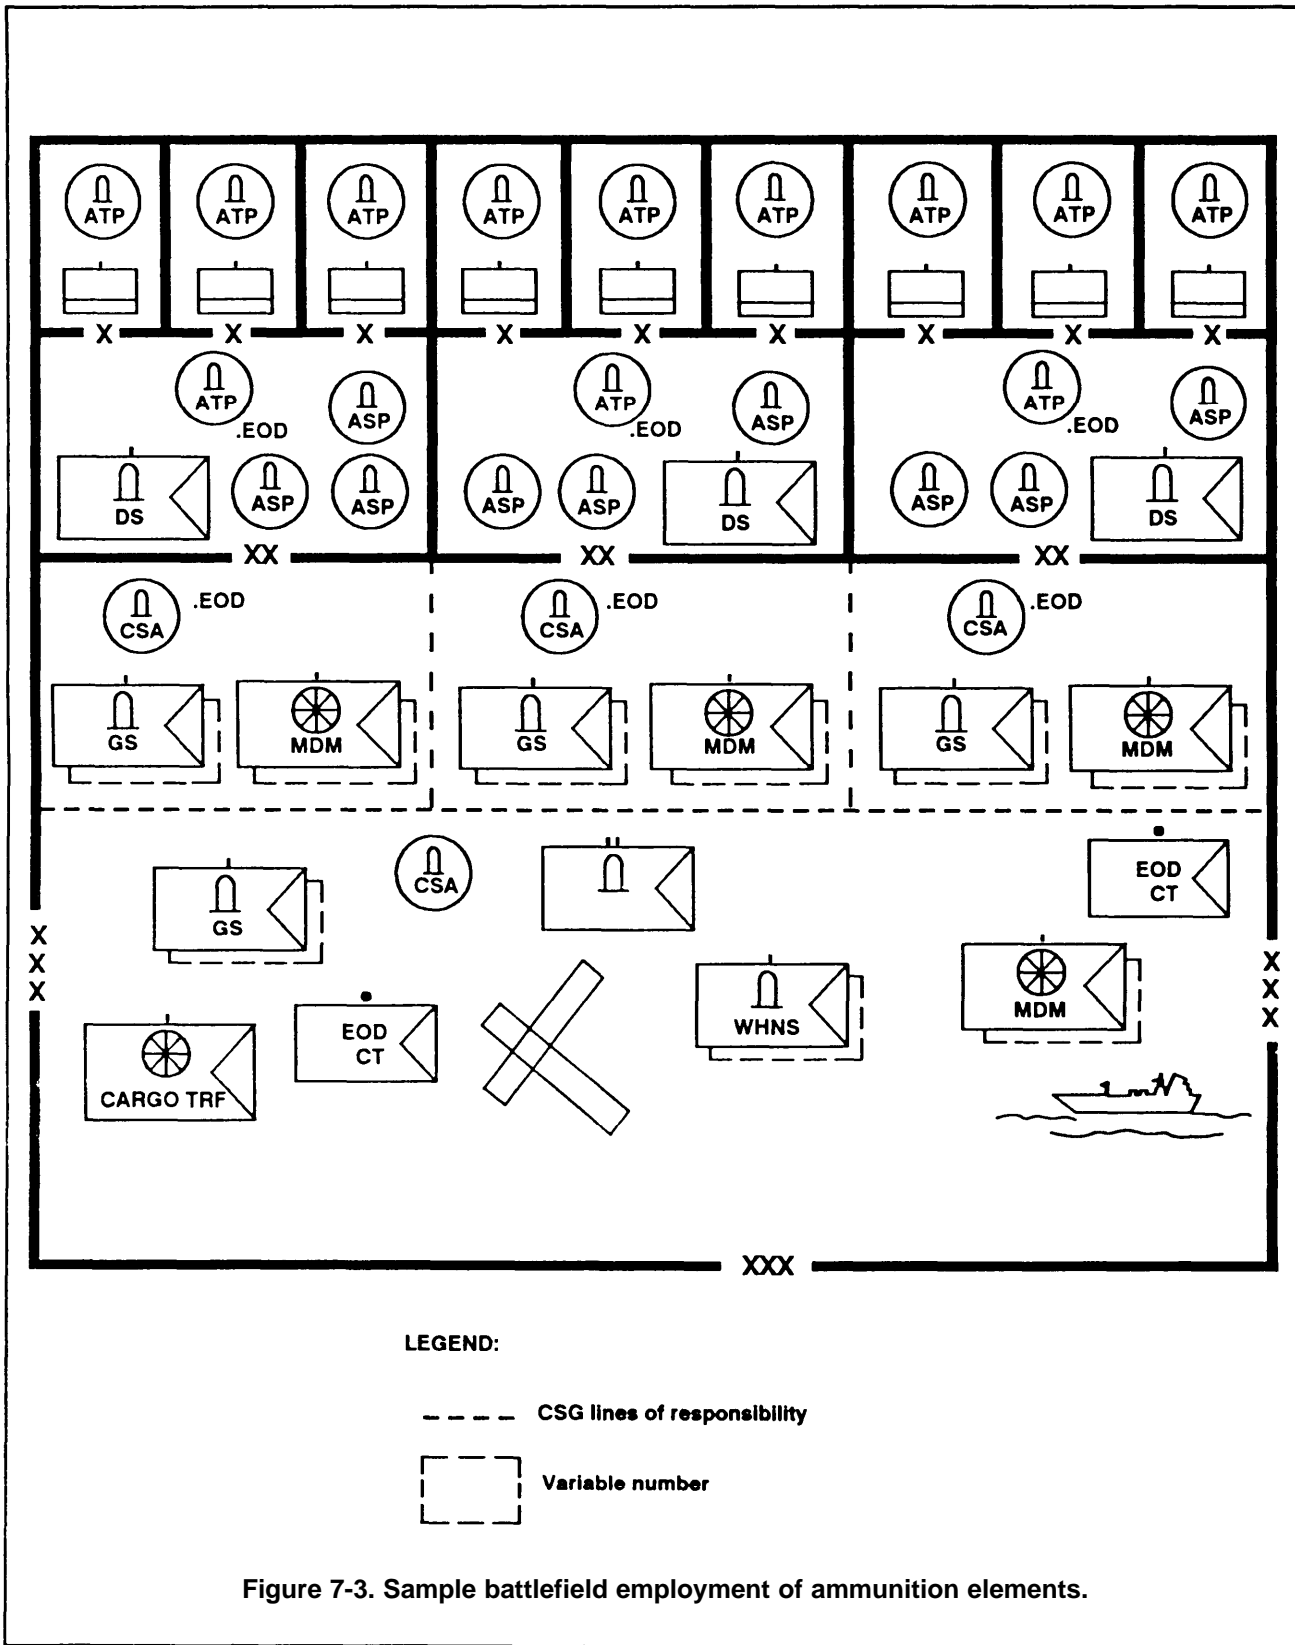 ATP ATP ATP ATP ATP ATP ATP ATP ATP
X X X X X X X X X
ATP
.EOD
ASP
DS
ASP
ASP
ATP
.EOD
ASP
ASP
ASP
DS
ATP
.EOD
ASP
ASP
ASP
DS
XX XX XX
CSA
.EOD
CSA
.EOD
CSA
.EOD
GS
MDM
GS
MDM
GS
MDM
CSA
GS
EOD
CT
X
X
X
X
X
X
WHNS
MDM
EOD
CT
CARGO TRF
XXX
LEGEND:
CSG lines of responsibility
Variable number
Figure 7-3. Sample battlefield employment of ammunition elements.